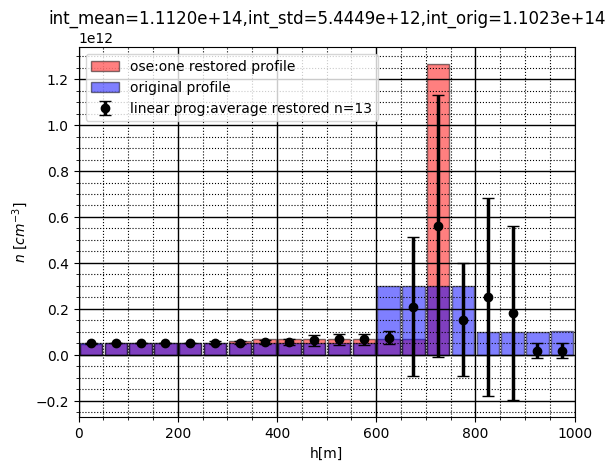 int_mean=1.1120e+14,int_std=5.4449e+12,int_orig=1.1023e+14
1e12
ose:one restored profile
original profile
linear prog:average restored n=13
1.2
1.0
0.8
0.6
0.4
0.2
0.0
−0.2
n [cm⁻³]
0 200 400 600 800 1000
h[m]